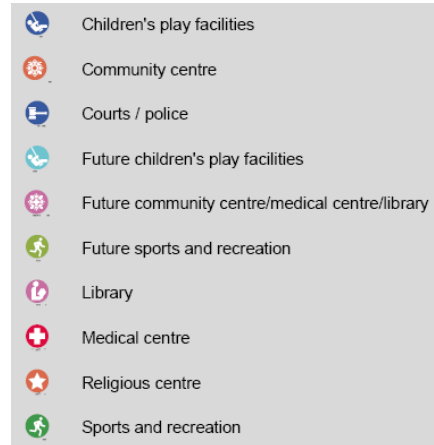 Children's play facilities
Community centre
Courts / police
Future children's play facilities
Future community centre/medical centre/library
Future sports and recreation
Library
Medical centre
Religious centre
Sports and recreation